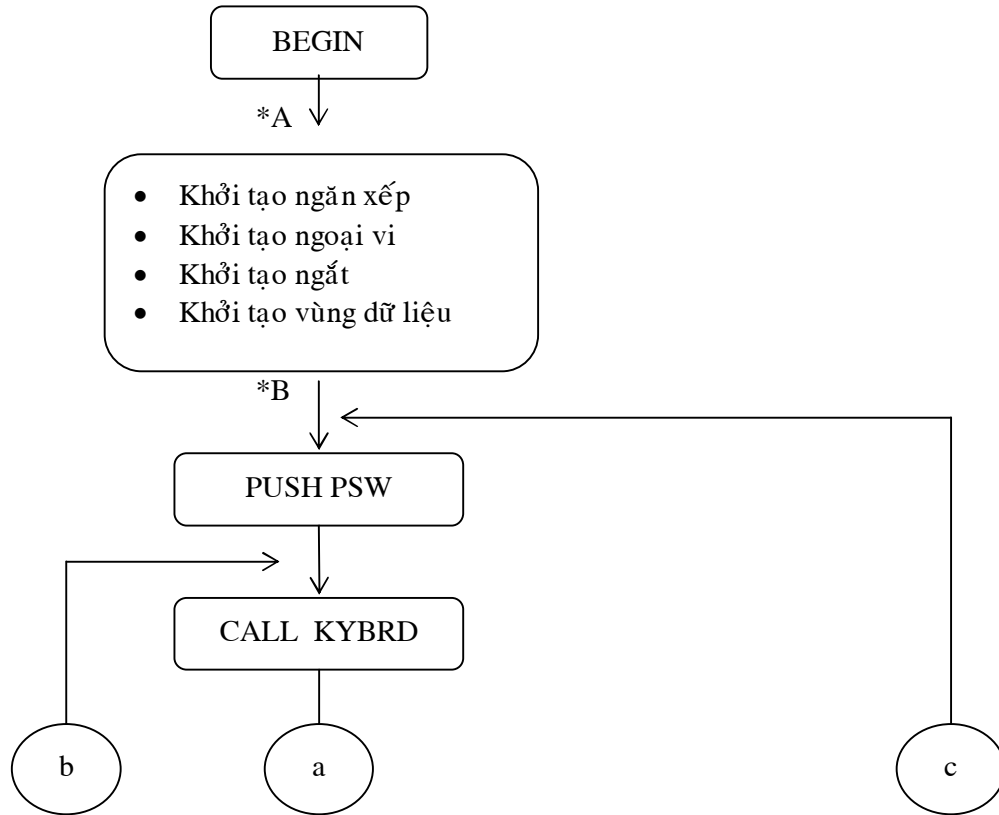 BEGIN
*A
• Khởi tạo ngăn xếp
• Khởi tạo ngoại vi
• Khởi tạo ngắt
• Khởi tạo vùng dữ liệu
*B
PUSH PSW
CALL KYBRD
b
a
c